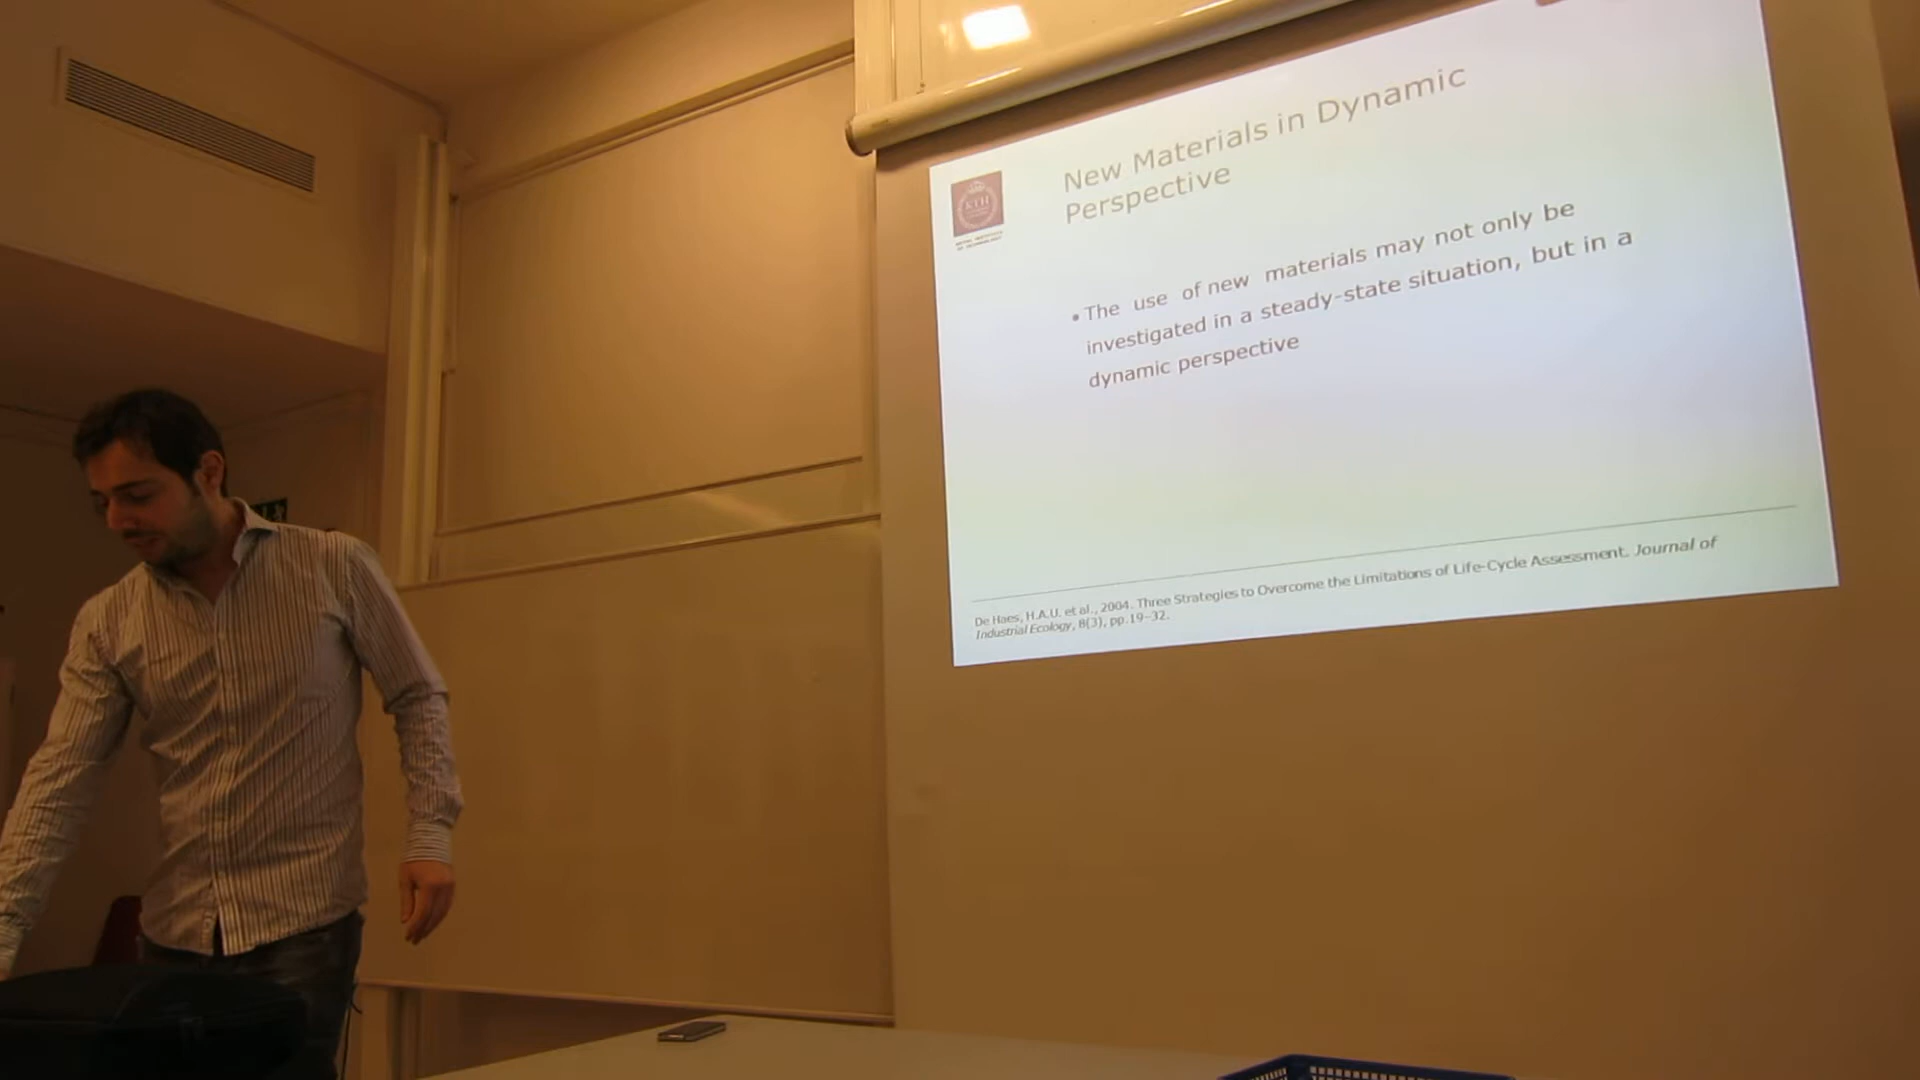 New Materials in Dynamic
Perspective
• The use of new materials may not only be
investigated in a steady-state situation, but in a
dynamic perspective
De Haes, H.A.U. et al., 2004. Three Strategies to Overcome the Limitations of Life-Cycle Assessment. Journal of
Industrial Ecology, 8(3), pp.19–32.
KTH